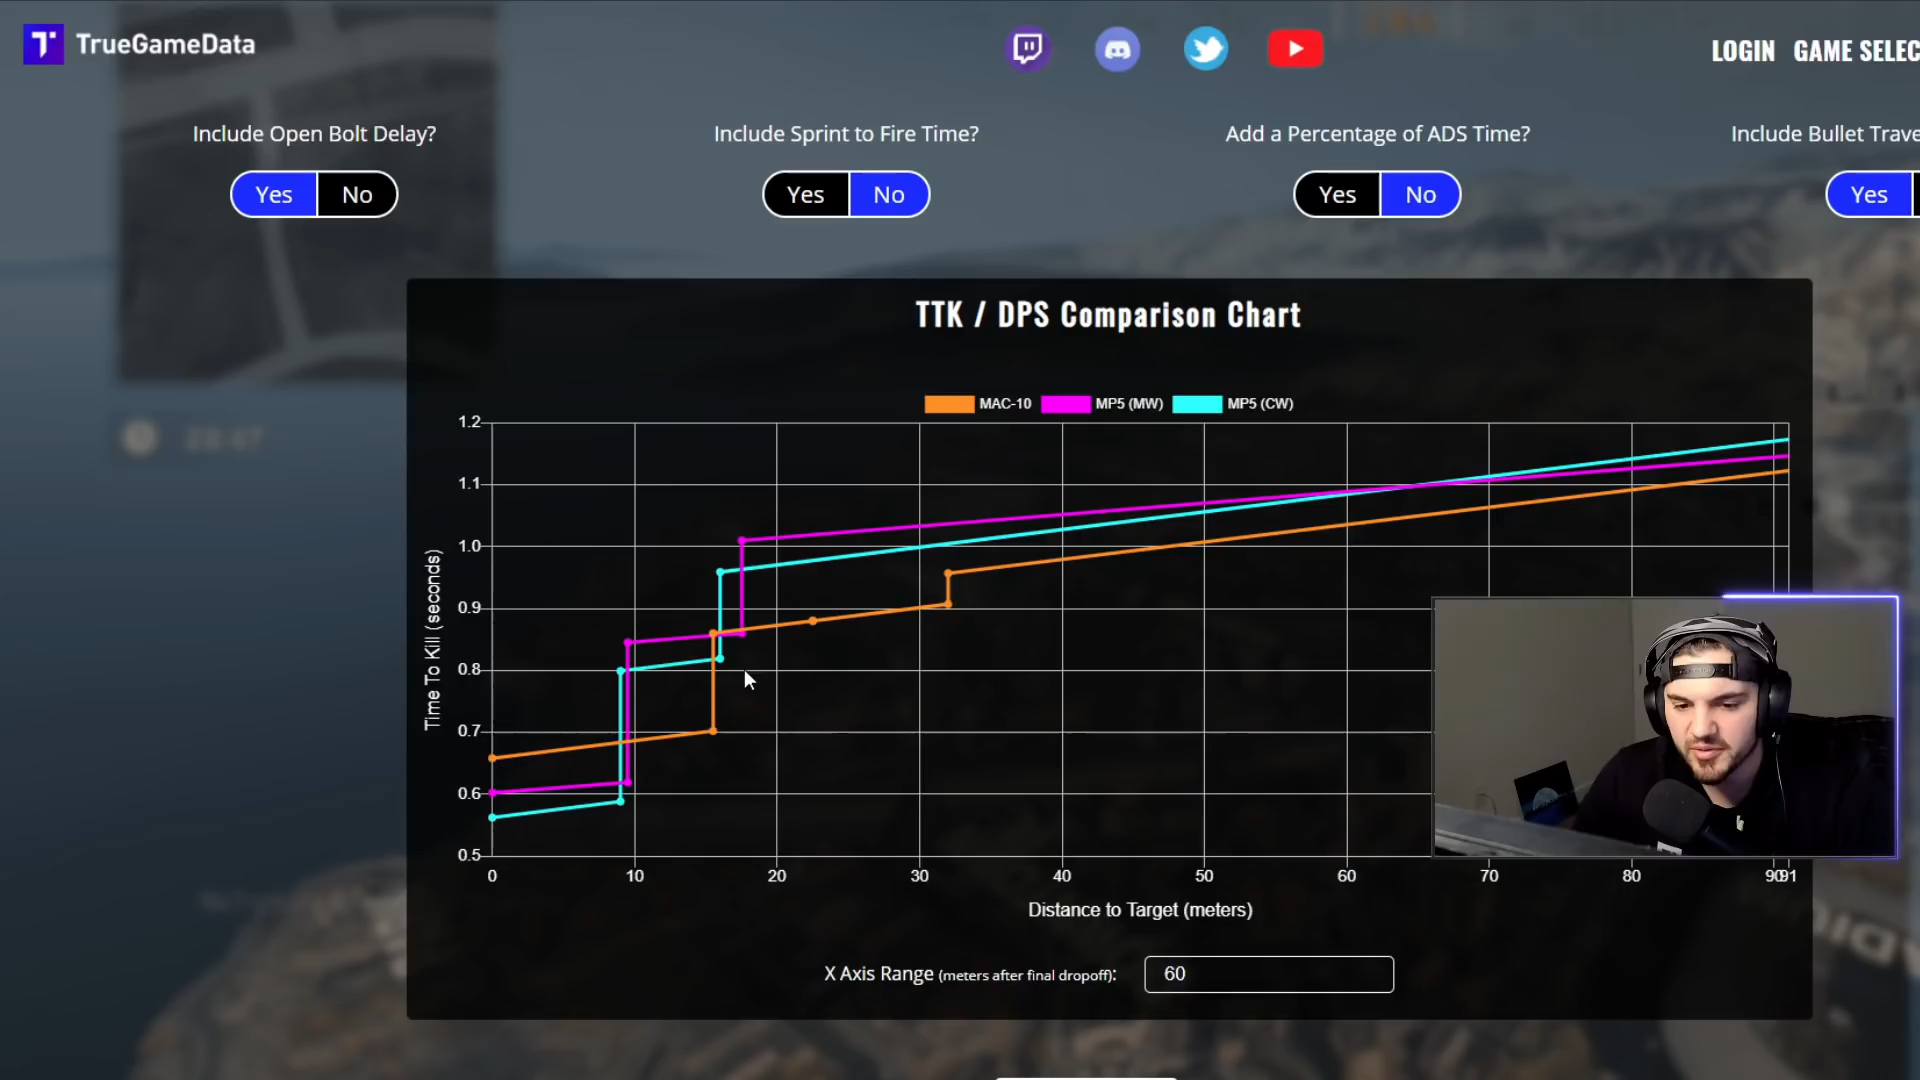 TrueGameData
LOGIN GAME SELEC
Include Open Bolt Delay?
Include Sprint to Fire Time?
Add a Percentage of ADS Time?
Include Bullet Trave
Yes No
Yes No
Yes No
Yes
TTK / DPS Comparison Chart
MAC-10 MP5 (MW) MP5 (CW)
1.2
1.1
1.0
0.9
0.8
0.7
0.6
0.5
Time To Kill (seconds)
0 10 20 30 40 50 60 70 80 90 91
Distance to Target (meters)
X Axis Range (meters after final dropoff): 60